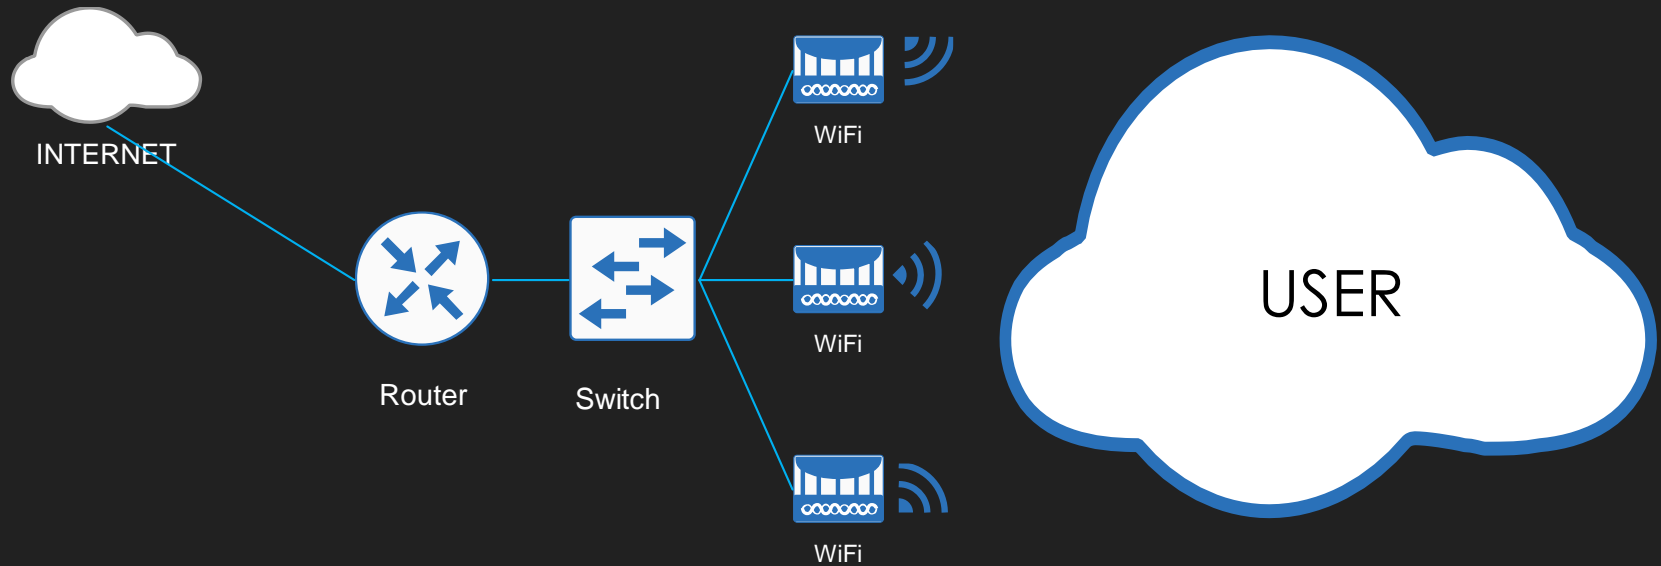 INTERNET
Router
Switch
WiFi
WiFi
WiFi
USER